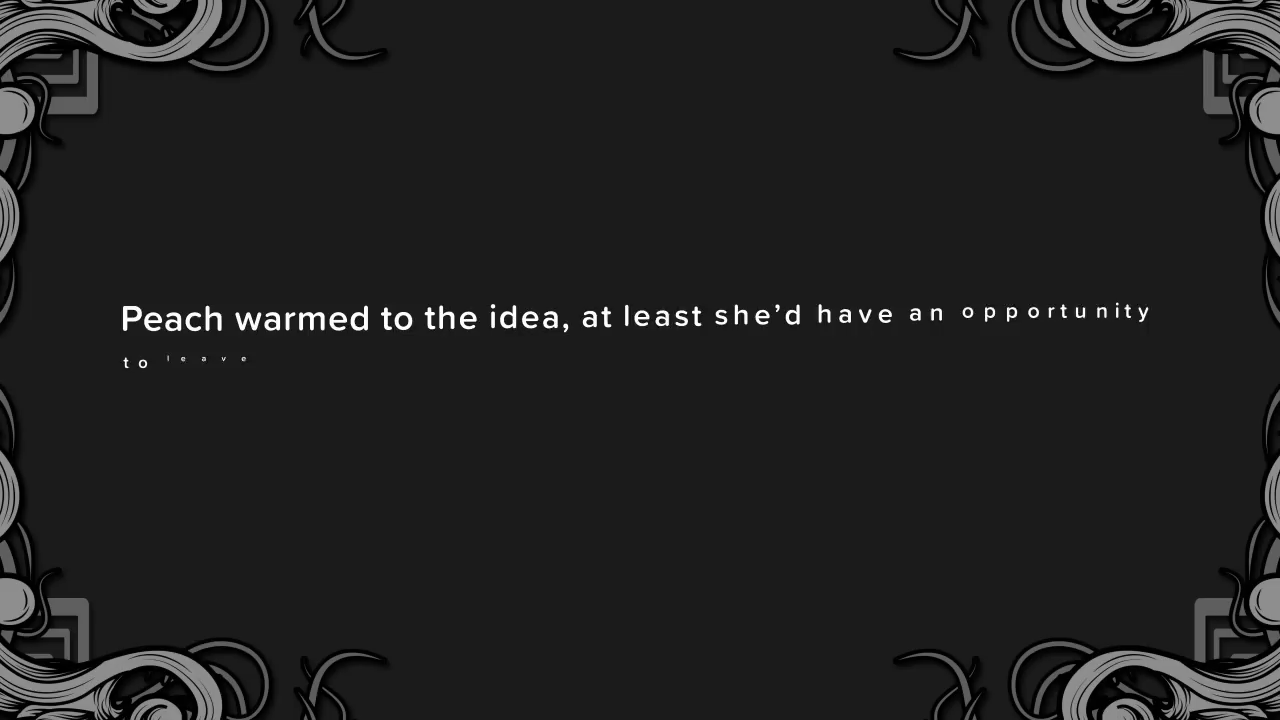 Peach warmed to the idea, at least she’d have an opportunity
to leave